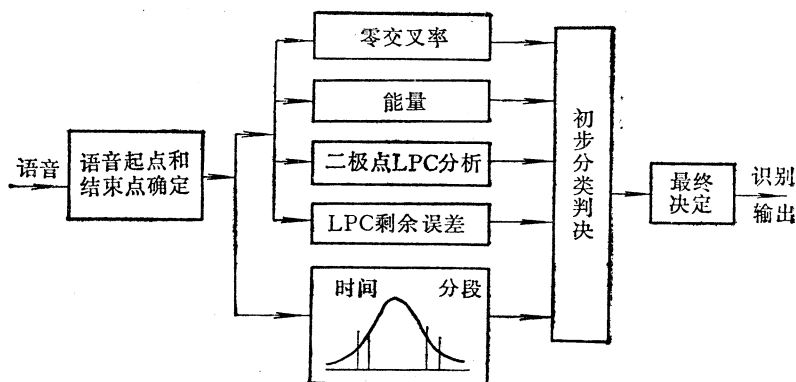 语音
语音起点和
结束点确定
零交叉率
能量
二极点LPC分析
LPC剩余误差
时间 分段
初步分类判决
最终
决定
识别
输出